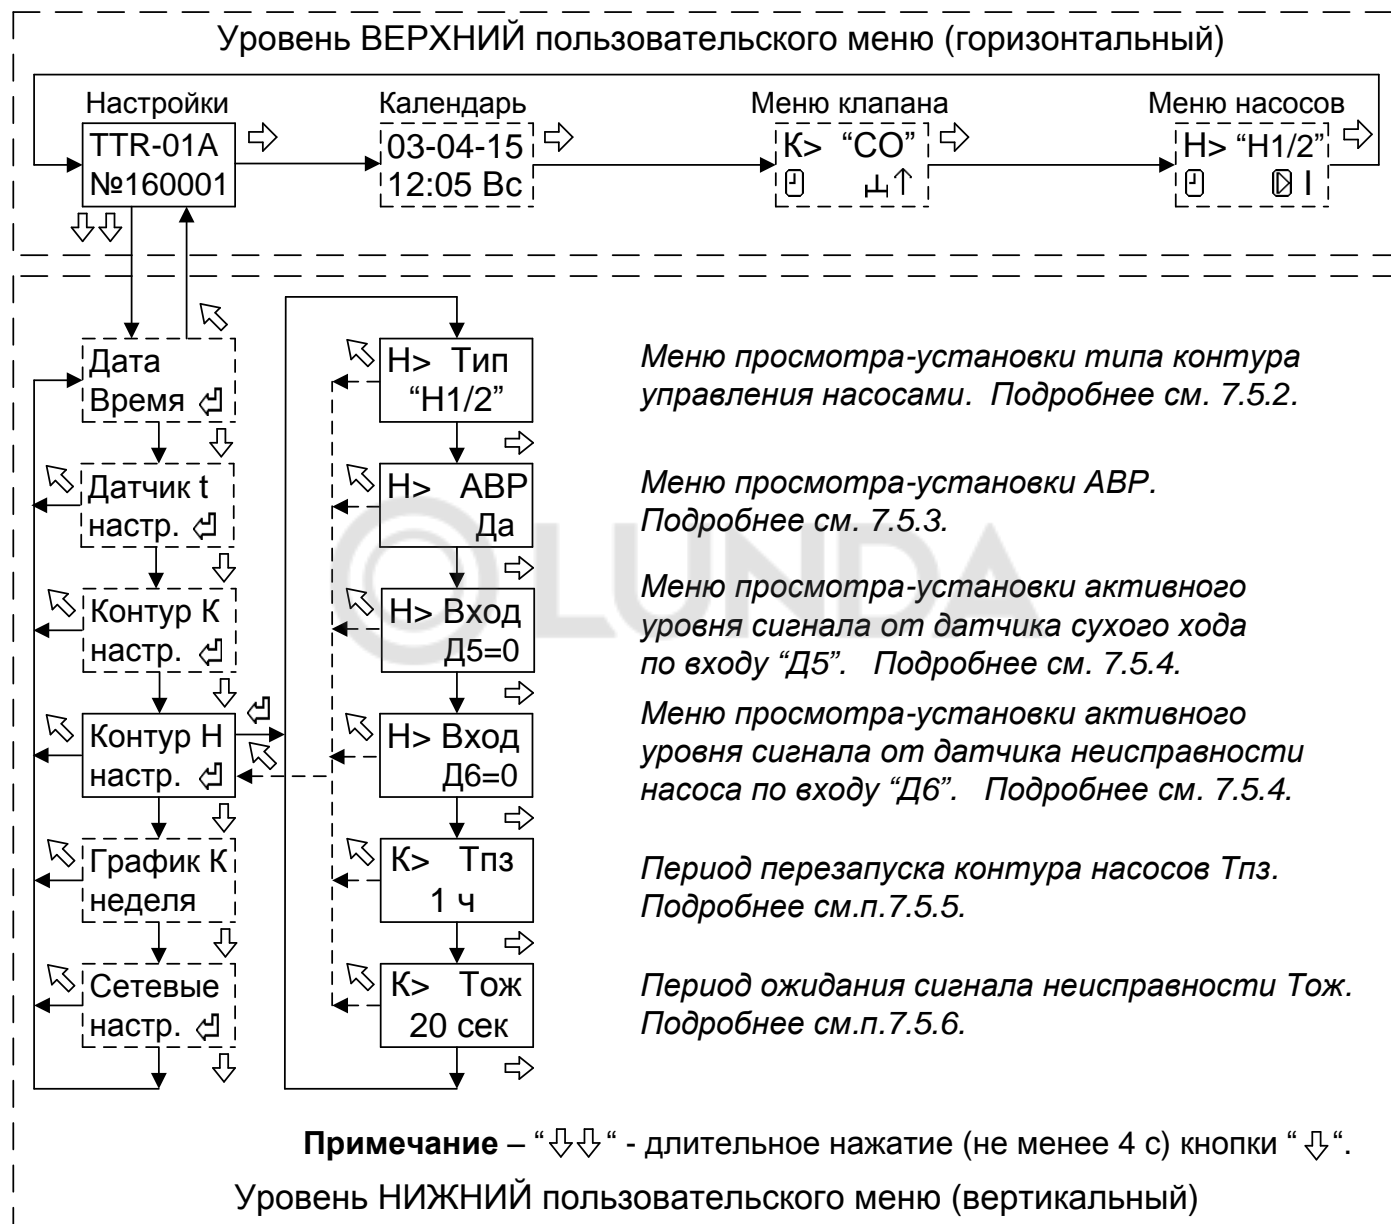 Уровень ВЕРХНИЙ пользовательского меню (горизонтальный)
Настройки
TTR-01A
№160001
Календарь
03-04-15
12:05 Вс
Меню клапана
К> “СО”
Меню насосов
Н> “Н1/2”
Дата
Время
Датчик t
настр.
Контур К
настр.
Контур Н
настр.
График К
неделя
Сетевые
настр.
Н> Тип
“Н1/2”
Меню просмотра-установки типа контура
управления насосами. Подробнее см. 7.5.2.
Н> АВР
Да
Меню просмотра-установки АВР.
Подробнее см. 7.5.3.
Н> Вход
Д5=0
Меню просмотра-установки активного
уровня сигнала от датчика сухого хода
по входу “Д5”. Подробнее см. 7.5.4.
Н> Вход
Д6=0
Меню просмотра-установки активного
уровня сигнала от датчика неисправности
насоса по входу “Д6”. Подробнее см. 7.5.4.
К> Тпз
1 ч
Период перезапуска контура насосов Тпз.
Подробнее см.п.7.5.5.
К> Тож
20 сек
Период ожидания сигнала неисправности Тож.
Подробнее см.п.7.5.6.
LUNDA
Примечание – “⇩⇩“ - длительное нажатие (не менее 4 с) кнопки “ ⇩“.
Уровень НИЖНИЙ пользовательского меню (вертикальный)